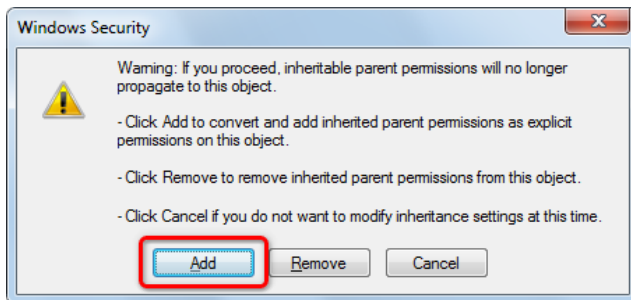 Windows Security
Warning: If you proceed, inheritable parent permissions will no longer
propagate to this object.
- Click Add to convert and add inherited parent permissions as explicit
permissions on this object.
- Click Remove to remove inherited parent permissions from this object.
- Click Cancel if you do not want to modify inheritance settings at this time.
Add Remove Cancel